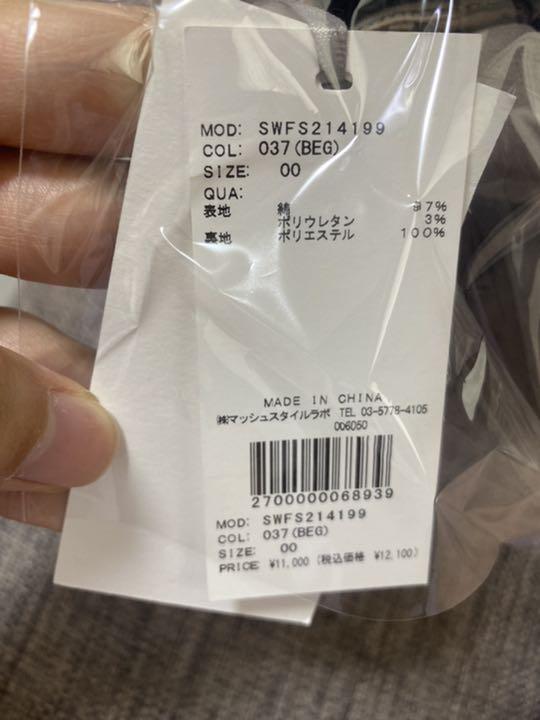 MOD: SWFS214199
COL: 037(BEG)
SIZE: 00
QUA:
表地 綿 97%
ポリウレタン 3%
裏地 ポリエステル 100%
MADE IN CHINA
㈱マッシュスタイルラボ TEL 03-5778-4105
006050
2700000068939
MOD: SWFS214199
COL: 037(BEG)
SIZE: 00
PRICE ¥11,000 (税込価格 ¥12,100)